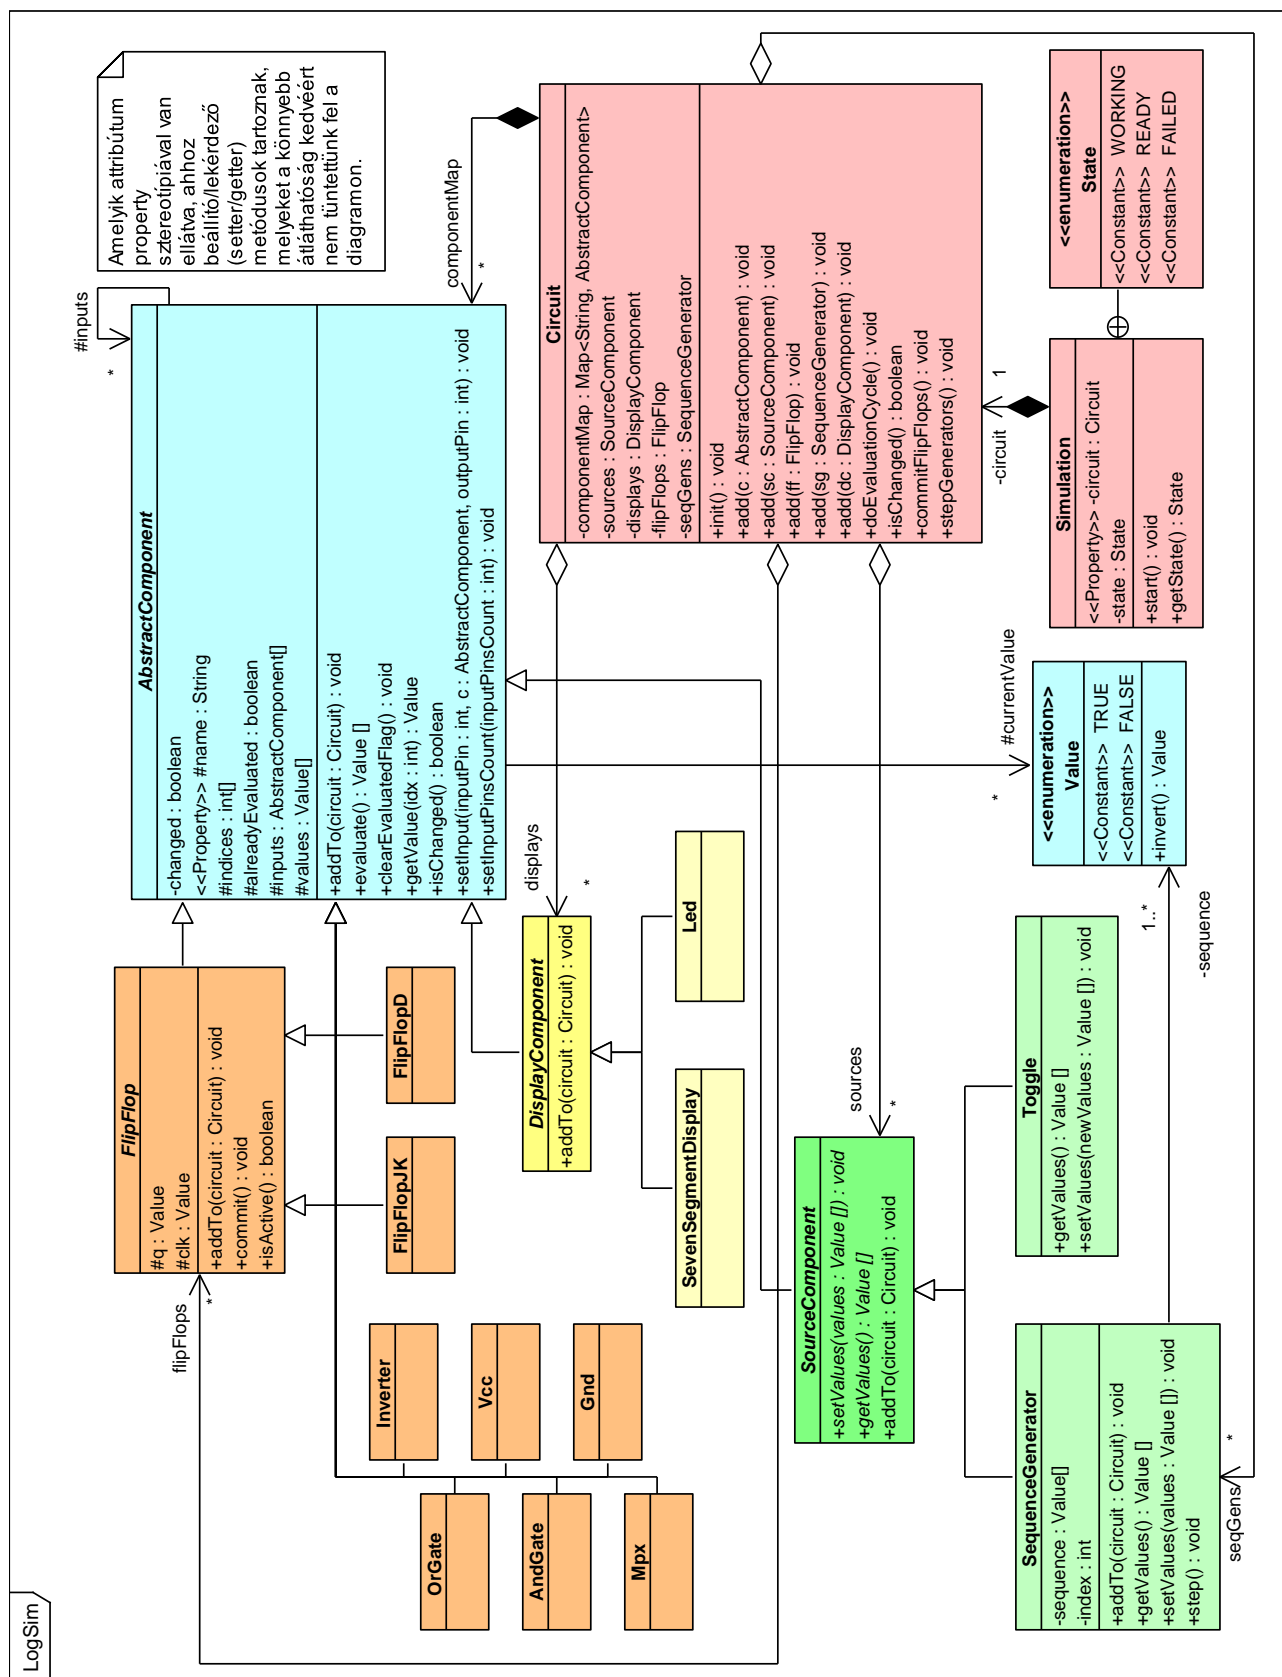 LogSim
FlipFlop
#q : Value
#clk : Value
+addTo(circuit : Circuit) : void
+commit() : void
+isActive() : boolean
flipFlops
*
FlipFlopJK
FlipFlopD
Inverter
Vcc
Gnd
OrGate
AndGate
Mpx
AbstractComponent
-changed : boolean
<<Property>> #name : String
#indices : int[]
#alreadyEvaluated : boolean
#inputs : AbstractComponent[]
#values : Value[]
+addTo(circuit : Circuit) : void
+evaluate() : Value []
+clearEvaluatedFlag() : void
+getValue(idx : int) : Value
+isChanged() : boolean
+setInput(inputPin : int, c : AbstractComponent, outputPin : int) : void
+setInputPinsCount(inputPinsCount : int) : void
#inputs
*
Amelyik attribútum
property
sztereotípiával van
ellátva, ahhoz
beállító/lekérdező
(setter/getter)
metódusok tartoznak,
melyeket a könnyebb
átláthatóság kedvéért
nem tüntettünk fel a
diagramon.
componentMap
*
DisplayComponent
+addTo(circuit : Circuit) : void
displays
*
SevenSegmentDisplay
Led
Circuit
-componentMap : Map<String, AbstractComponent>
-sources : SourceComponent
-displays : DisplayComponent
-flipFlops : FlipFlop
-seqGens : SequenceGenerator
+init() : void
+add(c : AbstractComponent) : void
+add(sc : SourceComponent) : void
+add(ff : FlipFlop) : void
+add(sg : SequenceGenerator) : void
+add(dc : DisplayComponent) : void
+doEvaluationCycle() : void
+isChanged() : boolean
+commitFlipFlops() : void
+stepGenerators() : void
SourceComponent
+setValues(values : Value []) : void
+getValues() : Value []
+addTo(circuit : Circuit) : void
sources
*
SequenceGenerator
-sequence : Value[]
-index : int
+addTo(circuit : Circuit) : void
+getValues() : Value []
+setValues(values : Value []) : void
+step() : void
seqGens
*
Toggle
+getValues() : Value []
+setValues(newValues : Value []) : void
-sequence
1..*
<<enumeration>>
Value
<<Constant>> TRUE
<<Constant>> FALSE
+invert() : Value
#currentValue
*
Simulation
<<Property>> -circuit : Circuit
-state : State
+start() : void
+getState() : State
-circuit
1
<<enumeration>>
State
<<Constant>> WORKING
<<Constant>> READY
<<Constant>> FAILED